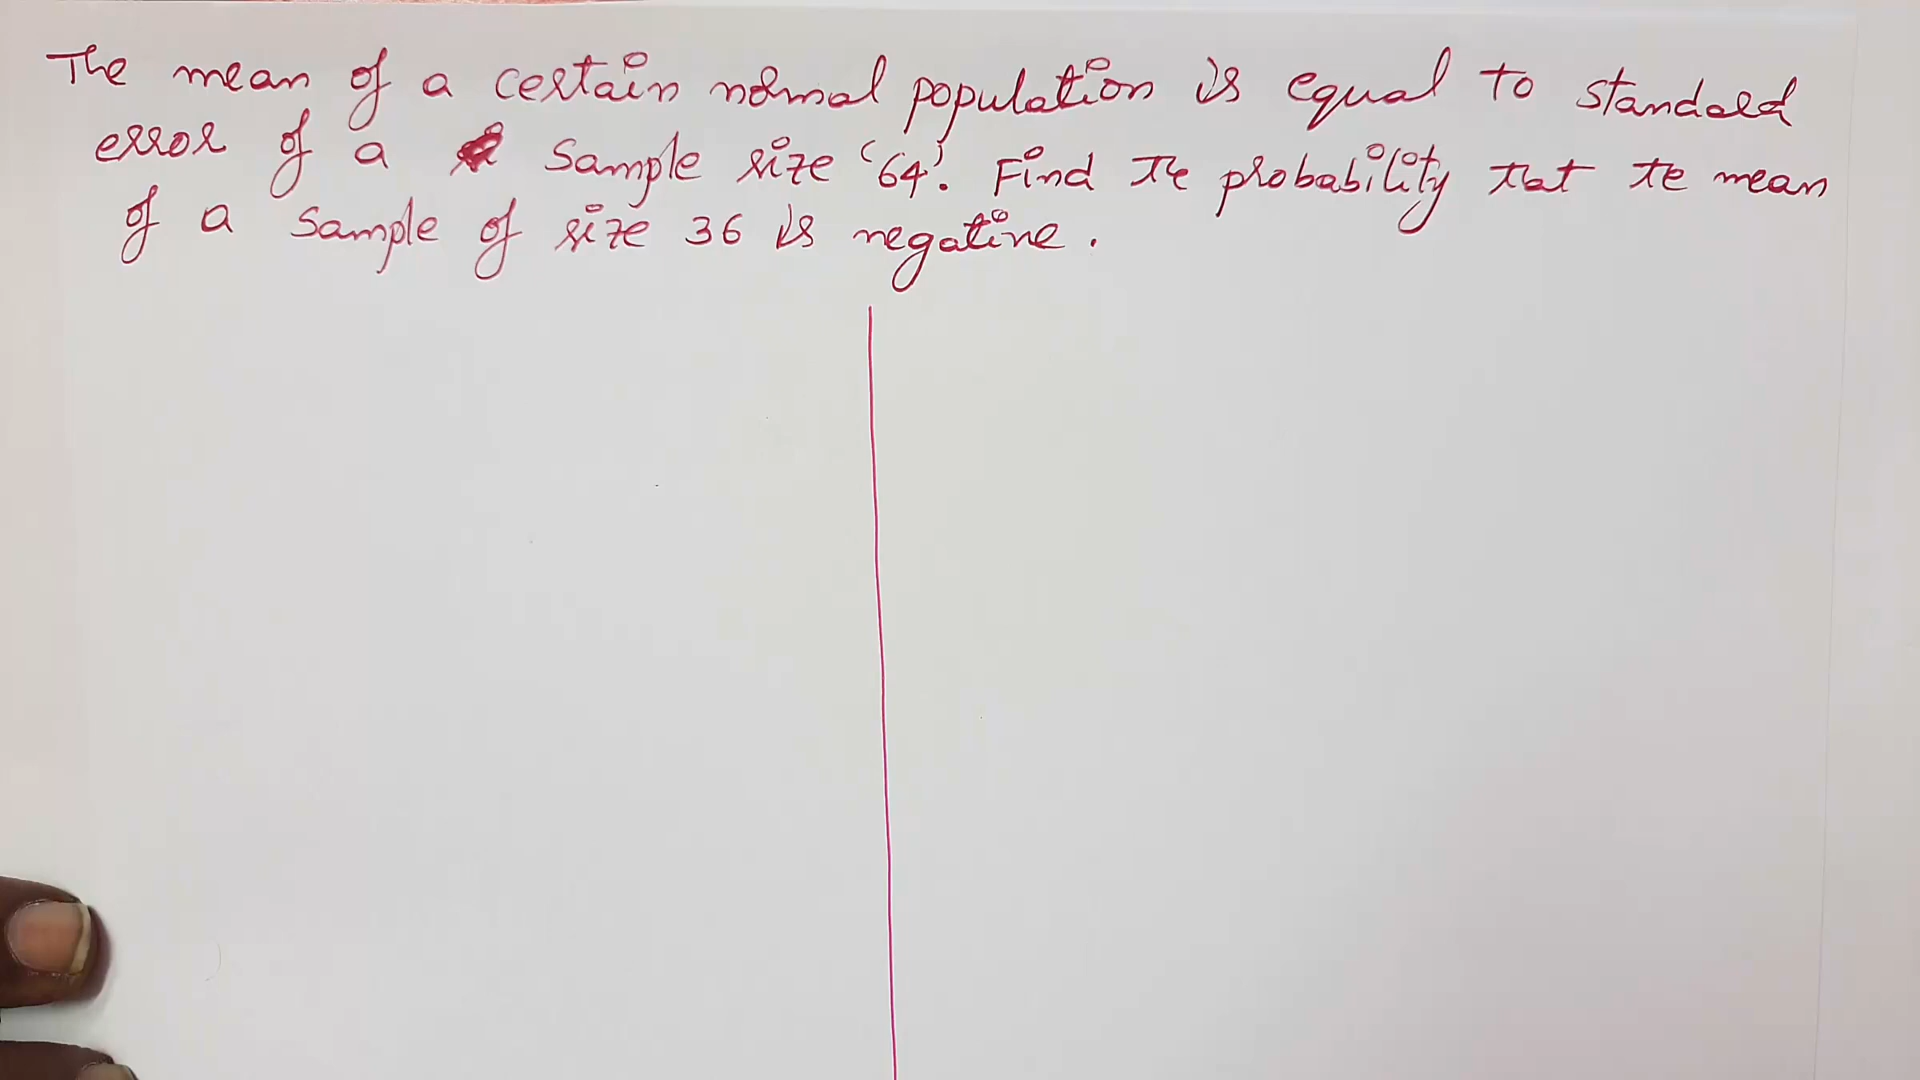 The mean of a certain normal population is equal to standard
error of a sample size '64'. Find the probability that the mean
of a sample of size 36 is negative.